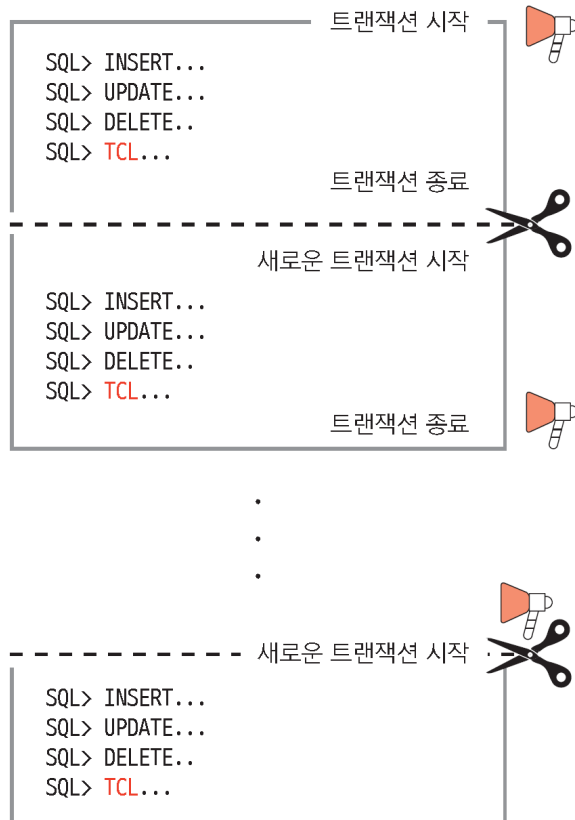 트랜잭션 시작
SQL> INSERT...
SQL> UPDATE...
SQL> DELETE..
SQL> TCL...
트랜잭션 종료
새로운 트랜잭션 시작
SQL> INSERT...
SQL> UPDATE...
SQL> DELETE..
SQL> TCL...
트랜잭션 종료
.
.
.
새로운 트랜잭션 시작
SQL> INSERT...
SQL> UPDATE...
SQL> DELETE..
SQL> TCL...